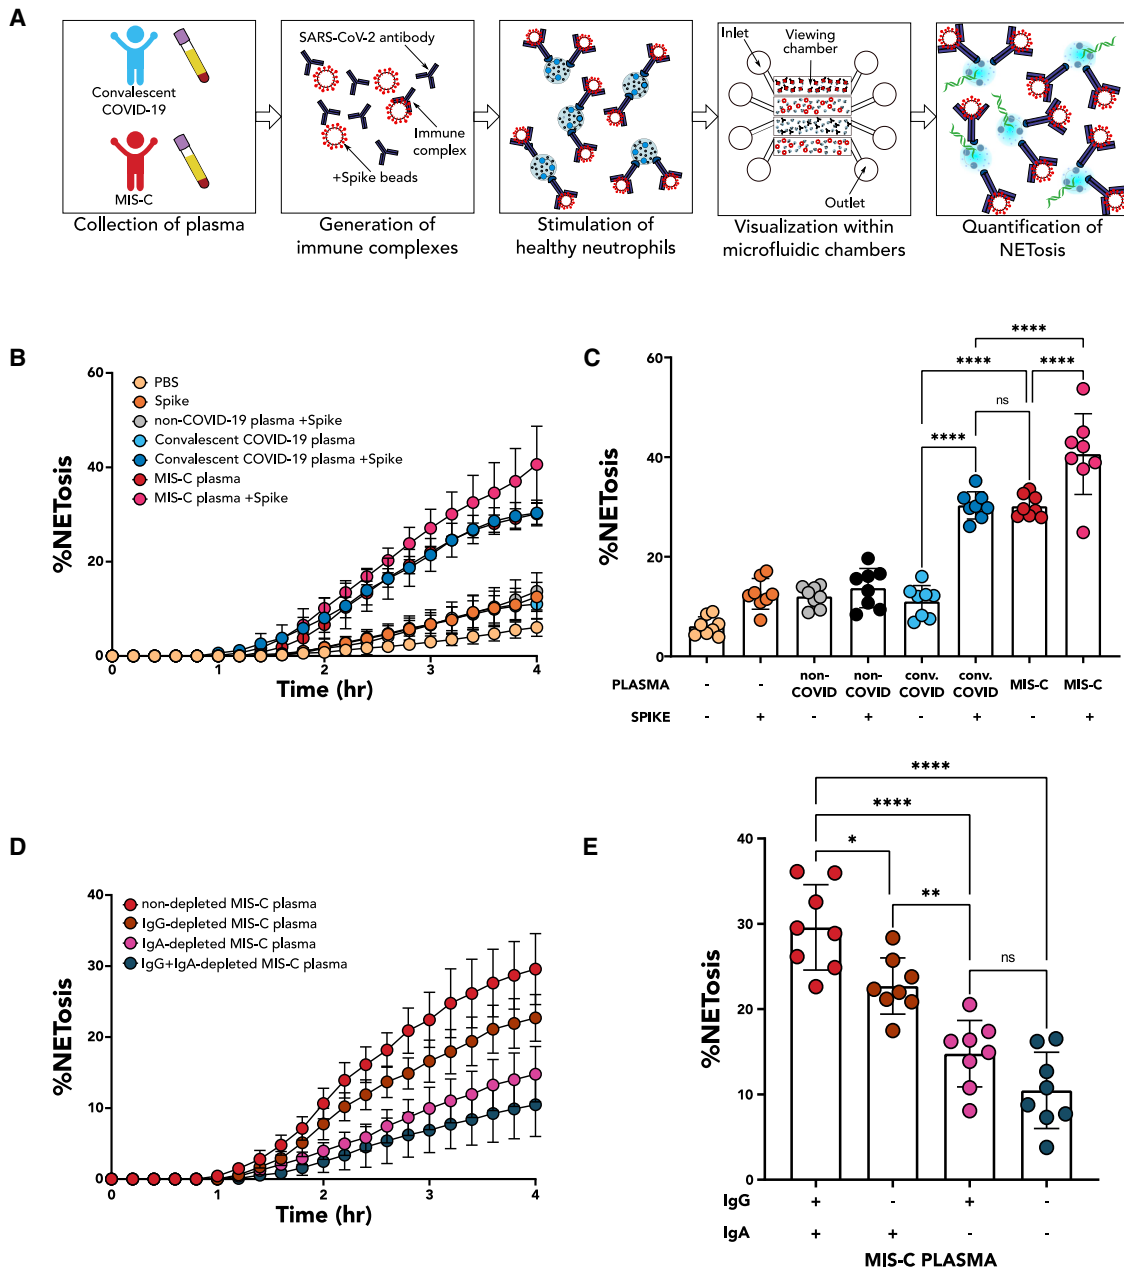 A
Convalescent
COVID-19
MIS-C
Collection of plasma
SARS-CoV-2 antibody
Immune
complex
+Spike beads
Generation of
immune complexes
Stimulation of
healthy neutrophils
Inlet
Viewing
chamber
Outlet
Visualization within
microfluidic chambers
Quantification of
NETosis
B
%NETosis
60
40
20
0
0 1 2 3 4
Time (hr)
PBS
Spike
non-COVID-19 plasma +Spike
Convalescent COVID-19 plasma
Convalescent COVID-19 plasma +Spike
MIS-C plasma
MIS-C plasma +Spike
C
%NETosis
60
40
20
0
****
**** ****
ns
****
PLASMA - - non-COVID non-COVID conv. COVID conv. COVID MIS-C MIS-C
SPIKE - + - + - + - +
D
%NETosis
40
30
20
10
0
0 1 2 3 4
Time (hr)
non-depleted MIS-C plasma
IgG-depleted MIS-C plasma
IgA-depleted MIS-C plasma
IgG+IgA-depleted MIS-C plasma
E
%NETosis
40
30
20
10
0
****
****
*
**
ns
IgG + - + -
IgA + + - -
MIS-C PLASMA